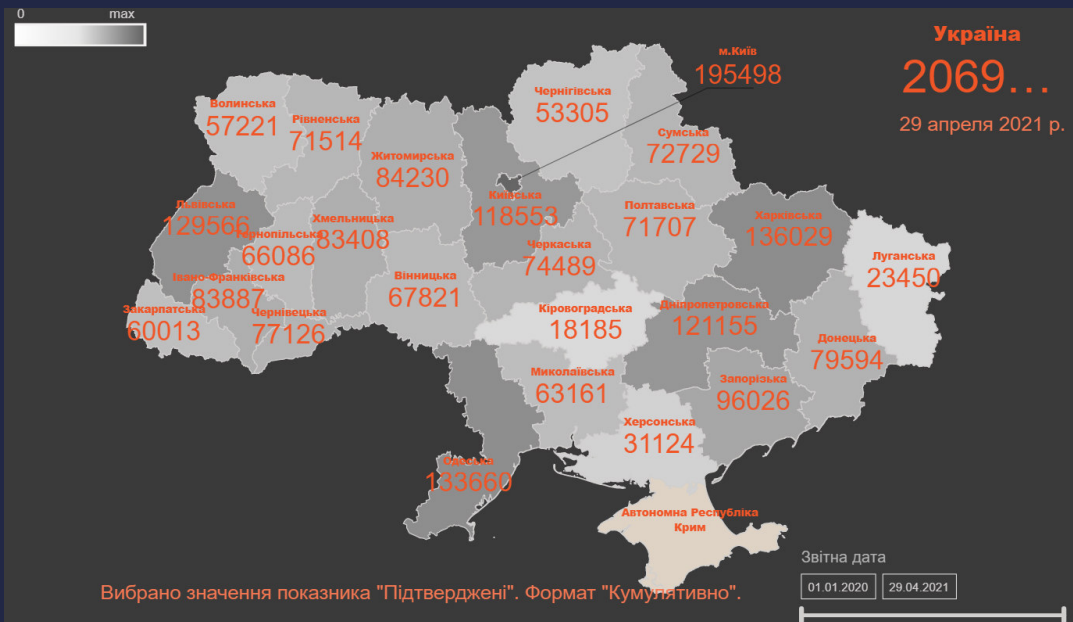 0 max
Україна
2069...
29 апреля 2021 р.
м.Київ
195498
Чернігівська
53305
Волинська
57221
Рівненська
71514
Сумська
72729
Житомирська
84230
Київська
118553
Полтавська
71707
Харківська
136029
Львівська
129566
Тернопільська
66086
Хмельницька
83408
Черкаська
74489
Луганська
23450
Івано-Франківська
83887
Вінницька
67821
Закарпатська
60013
Чернівецька
77126
Кіровоградська
18185
Дніпропетровська
121155
Донецька
79594
Миколаївська
63161
Запорізька
96026
Херсонська
31124
Одеська
133660
Автономна Республіка
Крим
Звітна дата
01.01.2020 29.04.2021
Вибрано значення показника "Підтверджені". Формат "Кумулятивно".